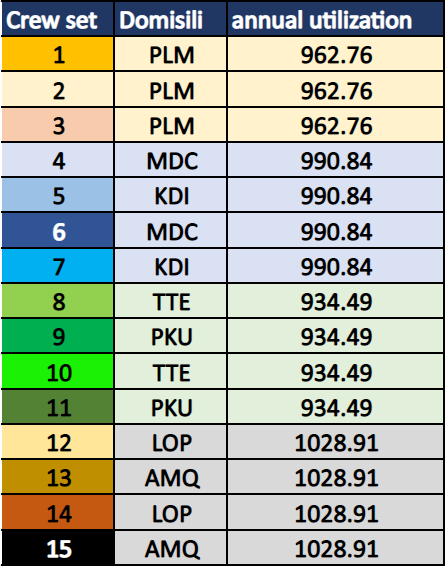 Crew set Domisili annual utilization
1 PLM 962.76
2 PLM 962.76
3 PLM 962.76
4 MDC 990.84
5 KDI 990.84
6 MDC 990.84
7 KDI 990.84
8 TTE 934.49
9 PKU 934.49
10 TTE 934.49
11 PKU 934.49
12 LOP 1028.91
13 AMQ 1028.91
14 LOP 1028.91
15 AMQ 1028.91